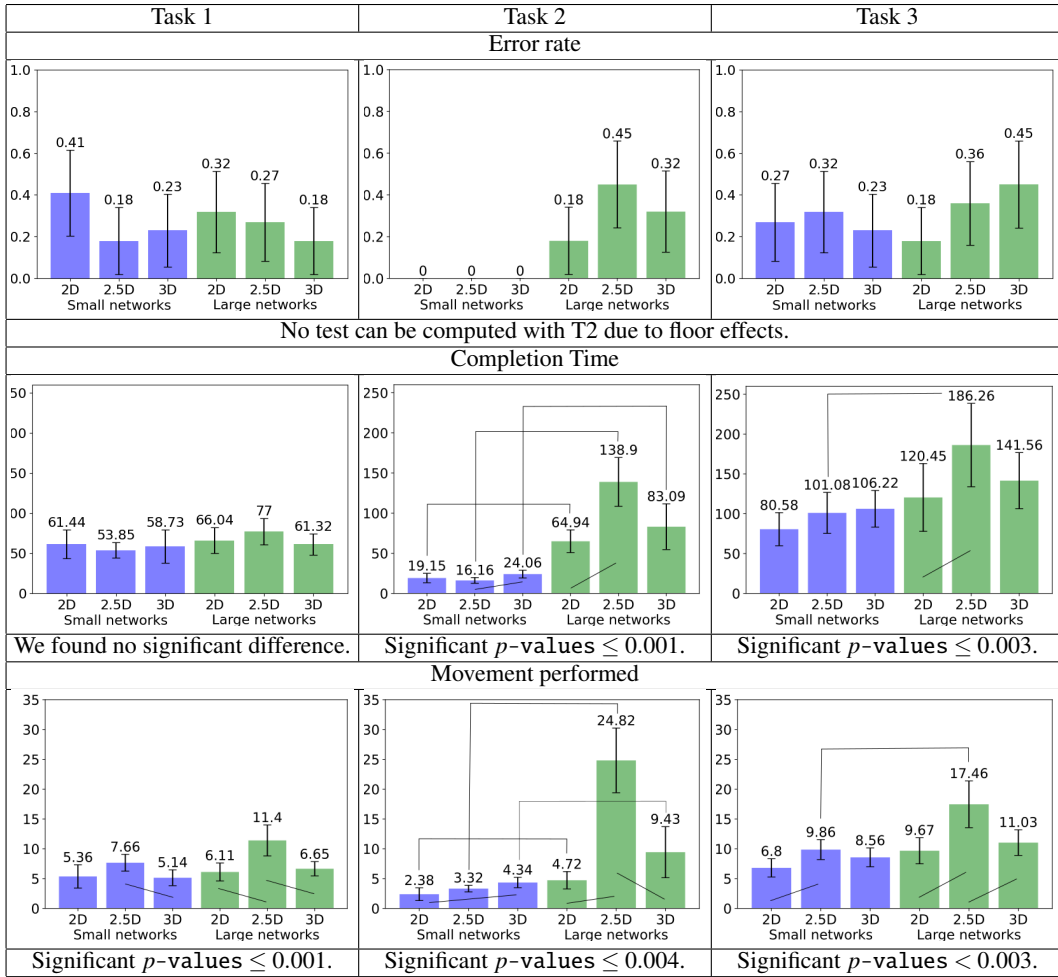 Task 1 Task 2 Task 3
Error rate
1.0 0.8 0.6 0.4 0.2 0.0
0.41 0.18 0.23 0.32 0.27 0.18
2D 2.5D 3D 2D 2.5D 3D
Small networks Large networks
1.0 0.8 0.6 0.4 0.2 0.0
0 0 0 0.18 0.45 0.32
2D 2.5D 3D 2D 2.5D 3D
Small networks Large networks
1.0 0.8 0.6 0.4 0.2 0.0
0.27 0.32 0.23 0.18 0.36 0.45
2D 2.5D 3D 2D 2.5D 3D
Small networks Large networks
No test can be computed with T2 due to floor effects.
Completion Time
50 00 50 00 50 0
61.44 53.85 58.73 66.04 77 61.32
2D 2.5D 3D 2D 2.5D 3D
Small networks Large networks
250 200 150 100 50 0
19.15 16.16 24.06 64.94 138.9 83.09
2D 2.5D 3D 2D 2.5D 3D
Small networks Large networks
250 200 150 100 50 0
80.58 101.08 106.22 120.45 186.26 141.56
2D 2.5D 3D 2D 2.5D 3D
Small networks Large networks
We found no significant difference. Significant p-values ≤ 0.001. Significant p-values ≤ 0.003.
Movement performed
35 30 25 20 15 10 5 0
5.36 7.66 5.14 6.11 11.4 6.65
2D 2.5D 3D 2D 2.5D 3D
Small networks Large networks
35 30 25 20 15 10 5 0
2.38 3.32 4.34 4.72 24.82 9.43
2D 2.5D 3D 2D 2.5D 3D
Small networks Large networks
35 30 25 20 15 10 5 0
6.8 9.86 8.56 9.67 17.46 11.03
2D 2.5D 3D 2D 2.5D 3D
Small networks Large networks
Significant p-values ≤ 0.001. Significant p-values ≤ 0.004. Significant p-values < 0.003.